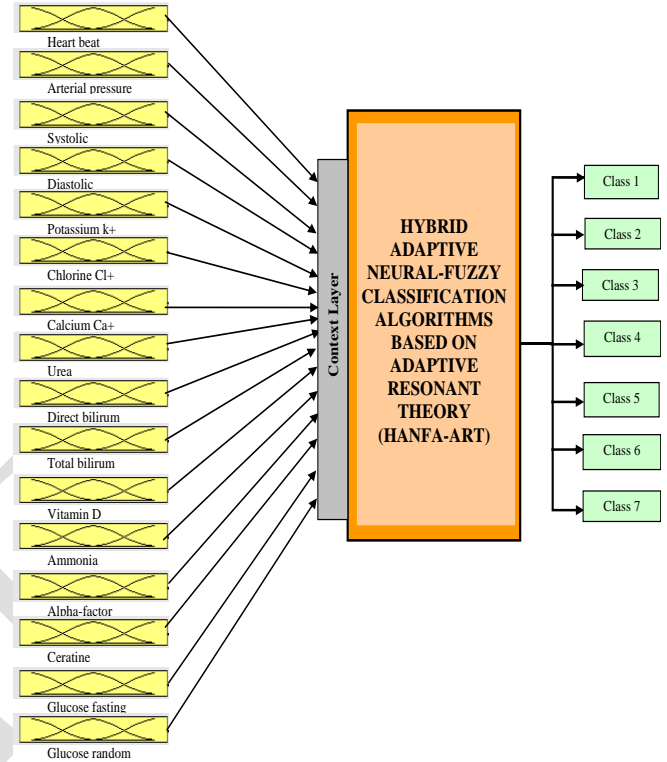 Heart beat
Arterial pressure
Systolic
Diastolic
Potassium k+
Chlorine Cl+
Calcium Ca+
Urea
Direct bilirum
Total bilirum
Vitamin D
Ammonia
Alpha-factor
Ceratine
Glucose fasting
Glucose random
Context Layer
HYBRID
ADAPTIVE
NEURAL-FUZZY
CLASSIFICATION
ALGORITHMS
BASED ON
ADAPTIVE
RESONANT
THEORY
(HANFA-ART)
Class 1
Class 2
Class 3
Class 4
Class 5
Class 6
Class 7